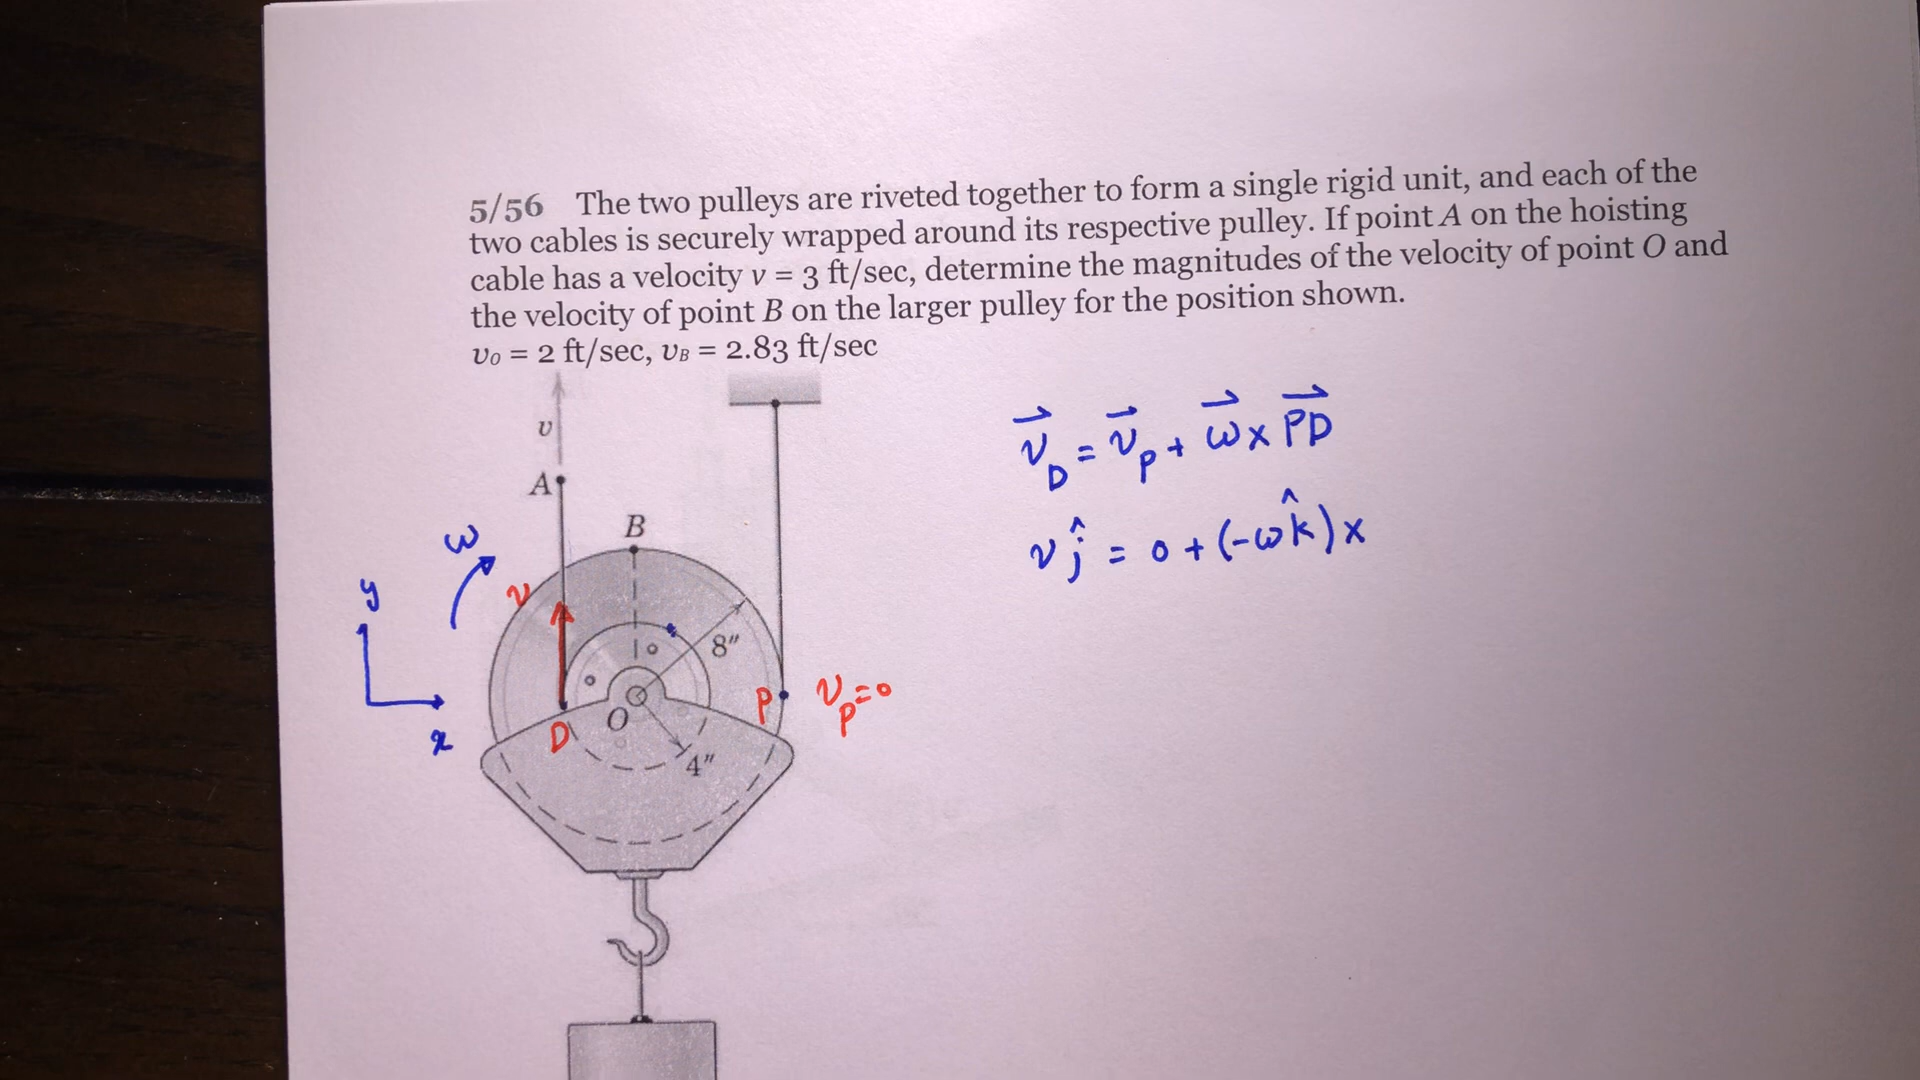 5/56 The two pulleys are riveted together to form a single rigid unit, and each of the
two cables is securely wrapped around its respective pulley. If point A on the hoisting
cable has a velocity v = 3 ft/sec, determine the magnitudes of the velocity of point O and
the velocity of point B on the larger pulley for the position shown.
vO = 2 ft/sec, vB = 2.83 ft/sec
v
A
B
ω
y
v
8"
x
D
O
P
vP=0
4"
v⃗D = v⃗P + ω⃗ x P⃗D⃗
v ĵ = 0 + (-ω k̂) x